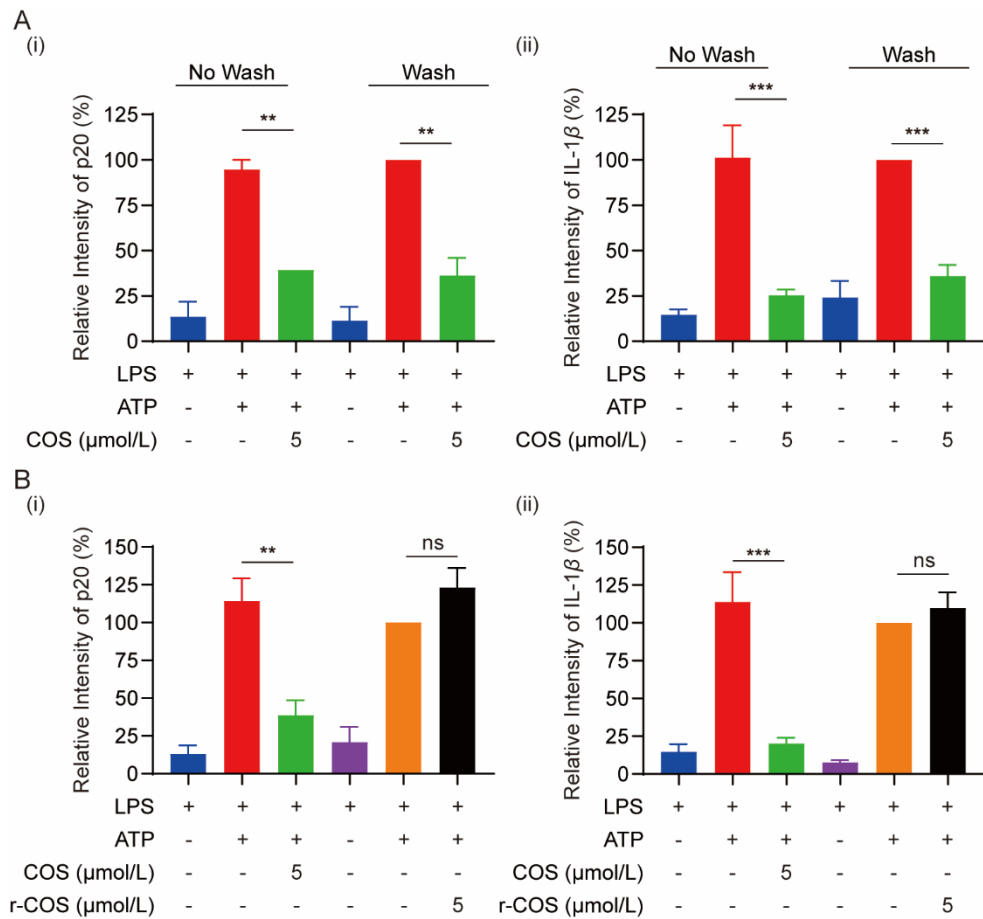 A
(i)
No Wash
Wash
**
**
Relative Intensity of p20 (%)
125
100
75
50
25
0
LPS + + + + + +
ATP - + + - + +
COS (μmol/L) - - 5 - - 5
(ii)
No Wash
Wash
***
***
Relative Intensity of IL-1β (%)
125
100
75
50
25
0
LPS + + + + + +
ATP - + + - + +
COS (μmol/L) - - 5 - - 5
B
(i)
**
ns
Relative Intensity of p20 (%)
150
125
100
75
50
25
0
LPS + + + + + +
ATP - + + - + +
COS (μmol/L) - - 5 - - -
r-COS (μmol/L) - - - - - 5
(ii)
***
ns
Relative Intensity of IL-1β (%)
150
125
100
75
50
25
0
LPS + + + + + +
ATP - + + - + +
COS (μmol/L) - - 5 - - -
r-COS (μmol/L) - - - - - 5